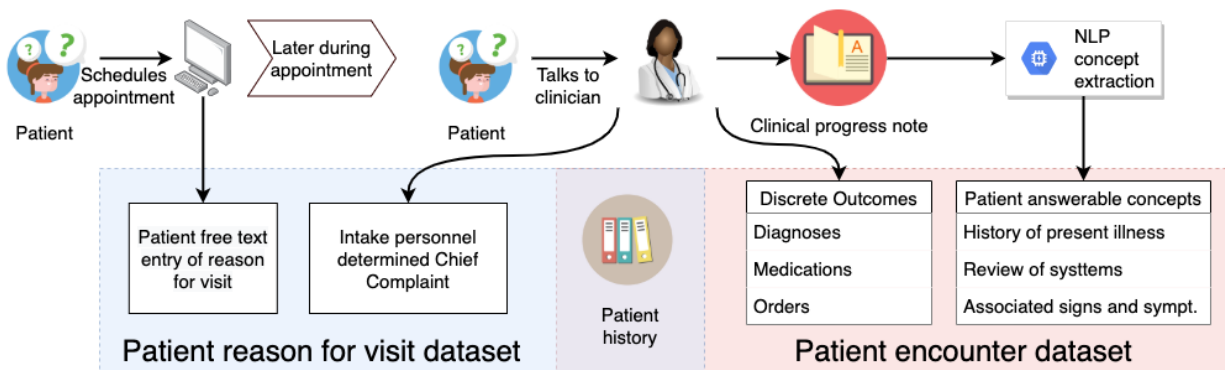 ? ?
Schedules
appointment
Patient
Later during
appointment
? ?
Patient
Talks to
clinician
A
Clinical progress note
NLP
concept
extraction
Patient free text
entry of reason
for visit
Intake personnel
determined Chief
Complaint
Patient
history
Discrete Outcomes
Diagnoses
Medications
Orders
Patient answerable concepts
History of present illness
Review of systtems
Associated signs and sympt.
Patient reason for visit dataset
Patient encounter dataset